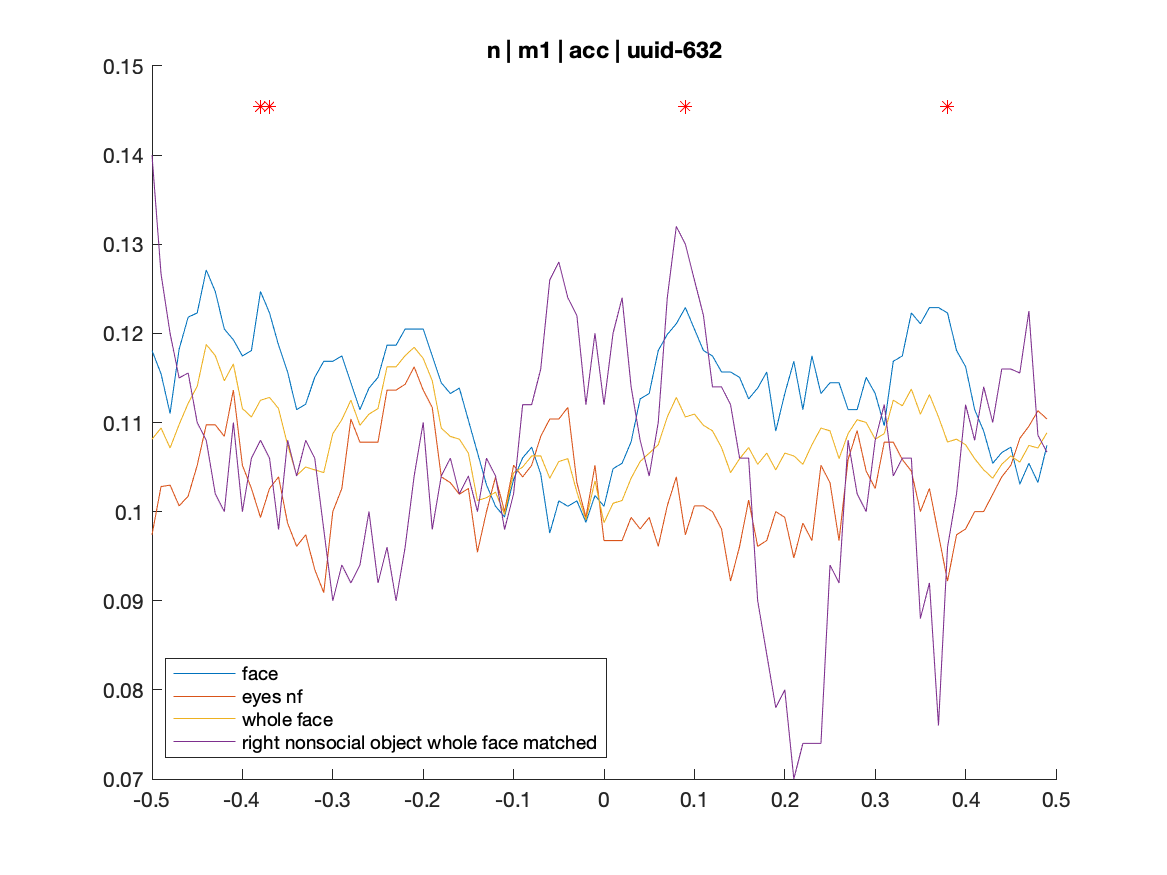 n | m1 | acc | uuid-632
0.15
0.14
0.13
0.12
0.11
0.1
0.09
0.08
0.07
face
eyes nf
whole face
right nonsocial object whole face matched
-0.5 -0.4 -0.3 -0.2 -0.1 0 0.1 0.2 0.3 0.4 0.5